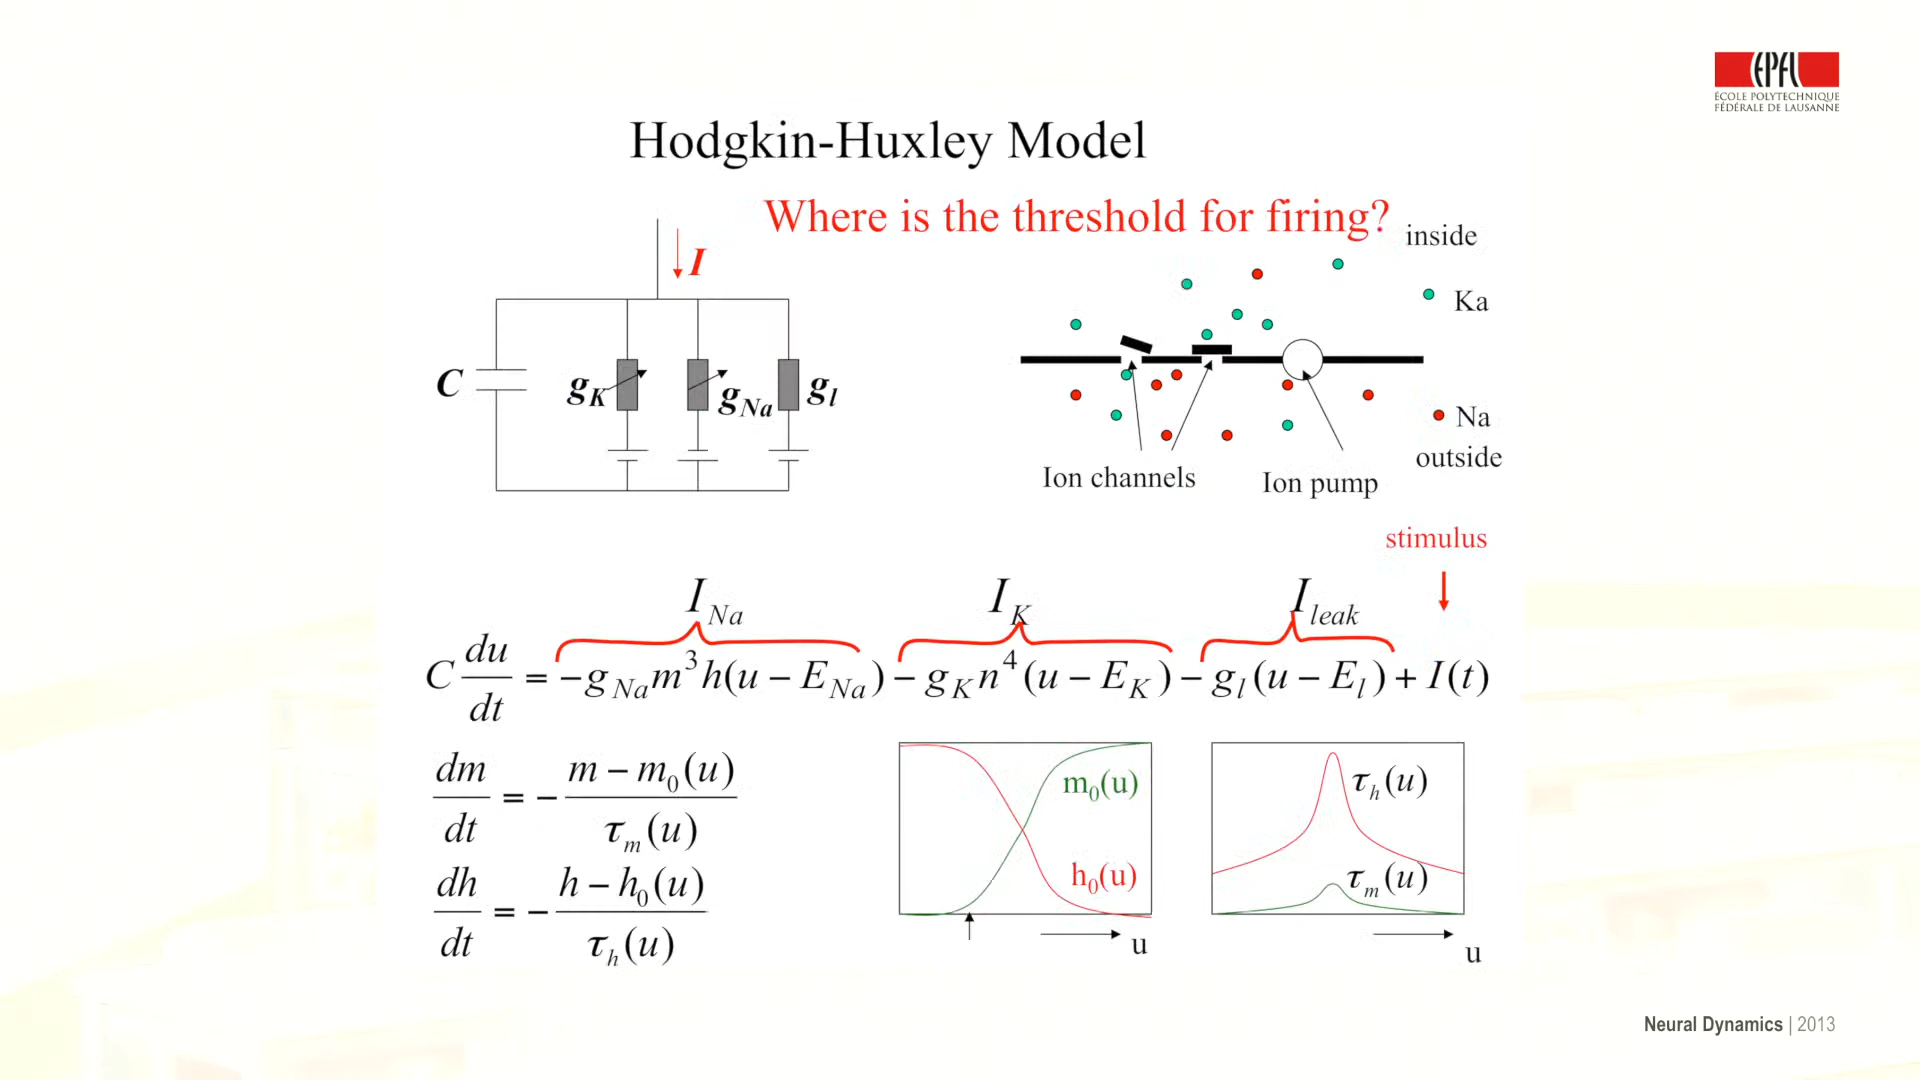 EPFL
ÉCOLE POLYTECHNIQUE
FÉDÉRALE DE LAUSANNE
Hodgkin-Huxley Model
Where is the threshold for firing?
inside
I
Ka
C
g_K
g_Na
g_l
Na
outside
Ion channels
Ion pump
stimulus
I_Na
I_K
I_leak
C du/dt = −g_Na m^3 h(u − E_Na) − g_K n^4 (u − E_K) − g_l (u − E_l) + I(t)
dm/dt = − (m − m_0(u))/τ_m(u)
dh/dt = − (h − h_0(u))/τ_h(u)
m_0(u)
h_0(u)
u
τ_h(u)
τ_m(u)
u
Neural Dynamics | 2013